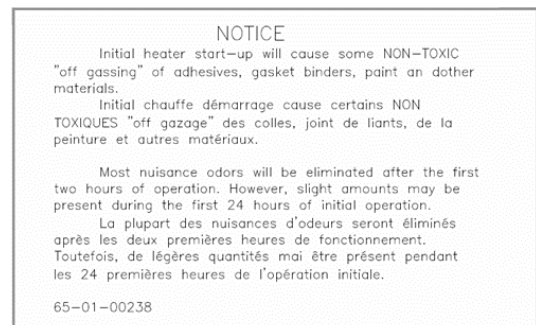 NOTICE
Initial heater start-up will cause some NON-TOXIC
"off gassing" of adhesives, gasket binders, paint an dother
materials.
Initial chauffe démarrage cause certains NON
TOXIQUES "off gazage" des colles, joint de liants, de la
peinture et autres matériaux.
Most nuisance odors will be eliminated after the first
two hours of operation. However, slight amounts may be
present during the first 24 hours of initial operation.
La plupart des nuisances d'odeurs seront éliminés
après les deux premières heures de fonctionnement.
Toutefois, de légères quantités mai être présent pendant
les 24 premières heures de l'opération initiale.
65-01-00238